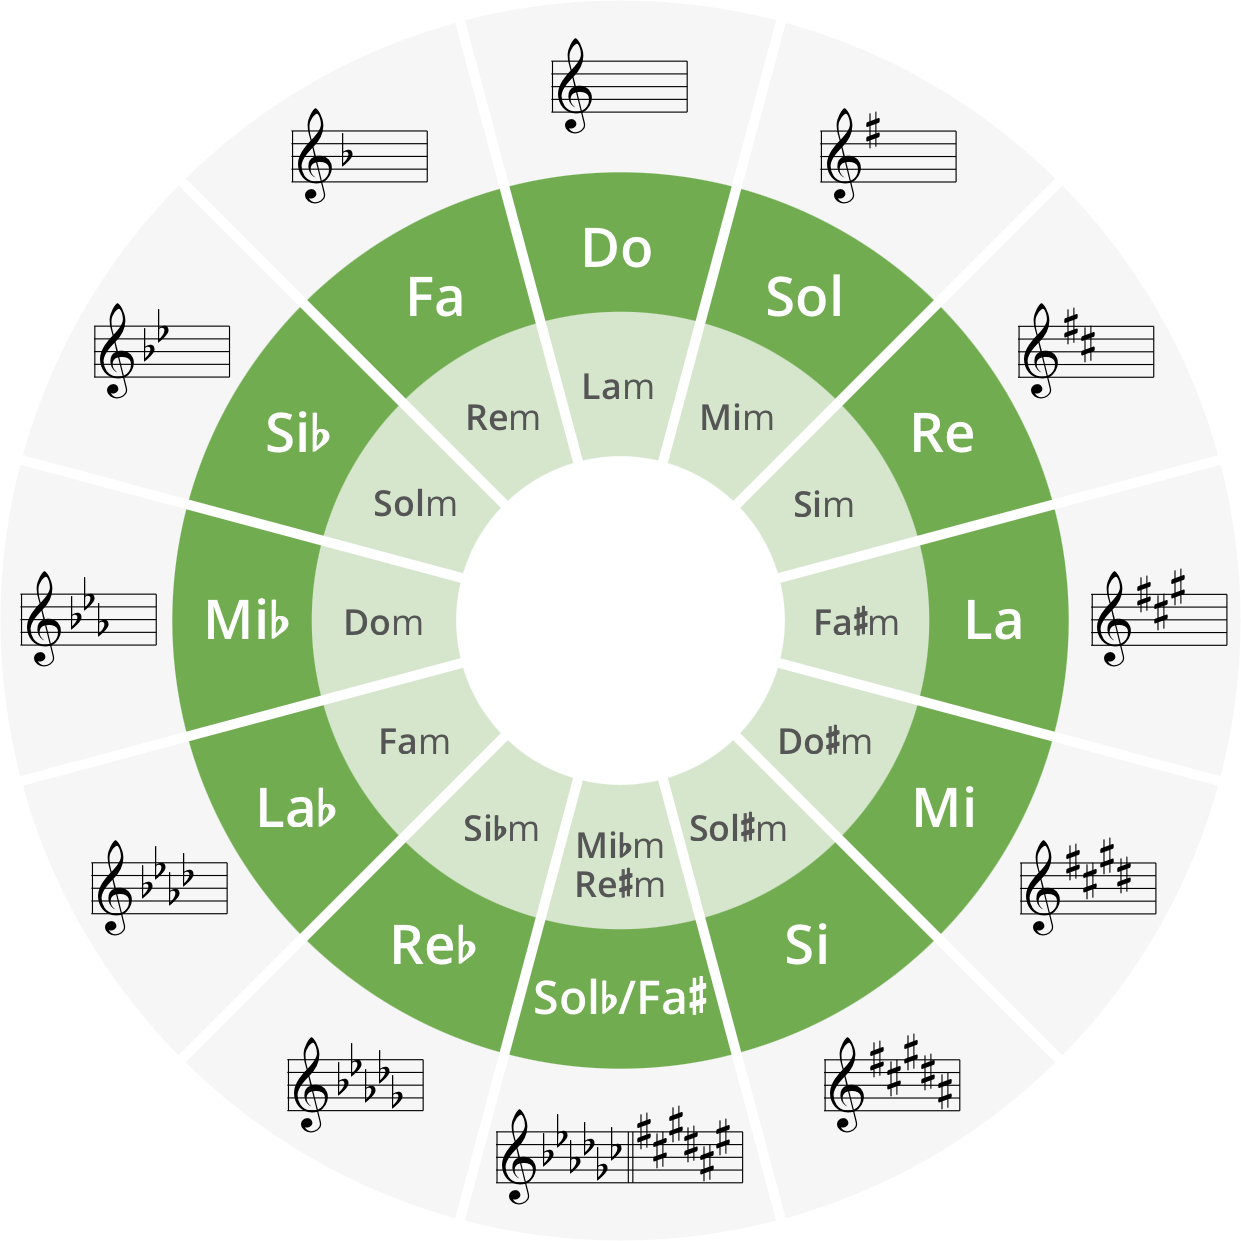 Do
Sol
Re
La
Mi
Si
Sol♭/Fa♯
Re♭
La♭
Mi♭
Si♭
Fa
Lam
Mim
Sim
Fa♯m
Do♯m
Sol♯m
Mi♭m
Re♯m
Si♭m
Fam
Dom
Solm
Rem